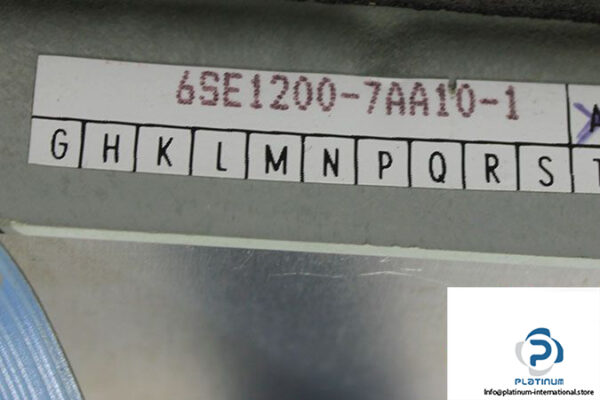 6SE1200-7AA10-1 A
G H K L M N P Q R S T
PLATINUM
Info@platinum-international.store